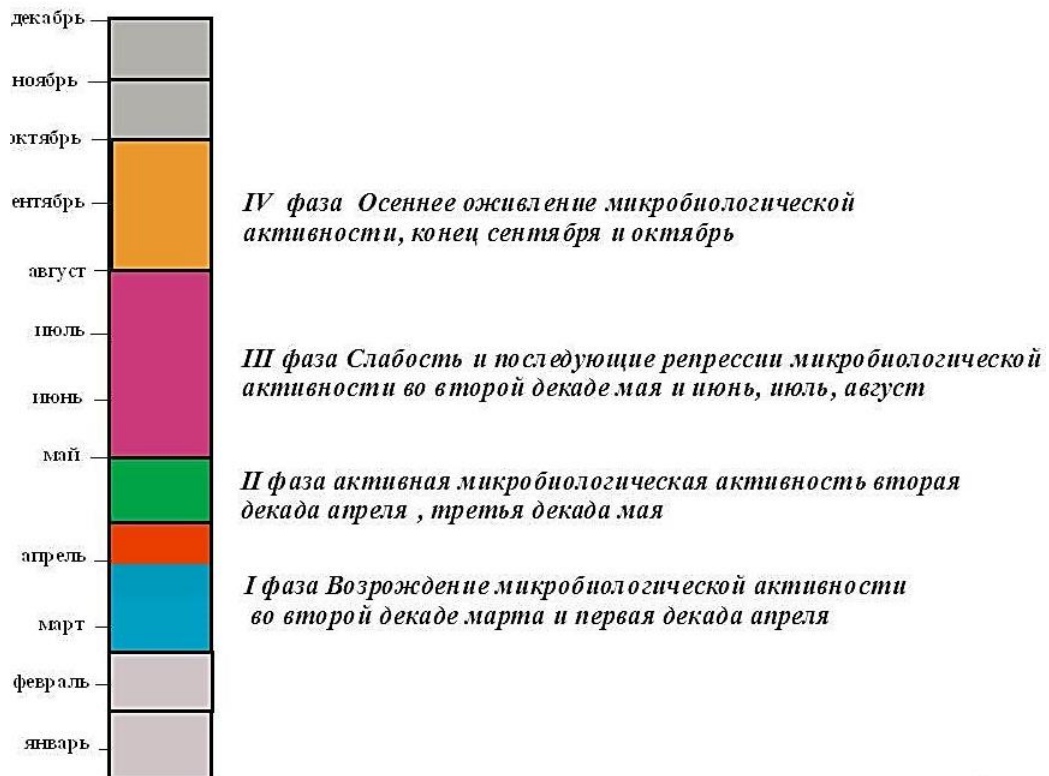 декабрь
ноябрь
октябрь
ентябрь
IV фаза Осеннее оживление микробиологической
активности, конец сентября и октябрь
август
июль
III фаза Слабость и последующие репрессии микробиологической
активности во второй декаде мая и июнь, июль, август
июнь
май
II фаза активная микробиологическая активность вторая
декада апреля , третья декада мая
апрель
I фаза Возрождение микробиологической активности
во второй декаде марта и первая декада апреля
март
февраль
январь